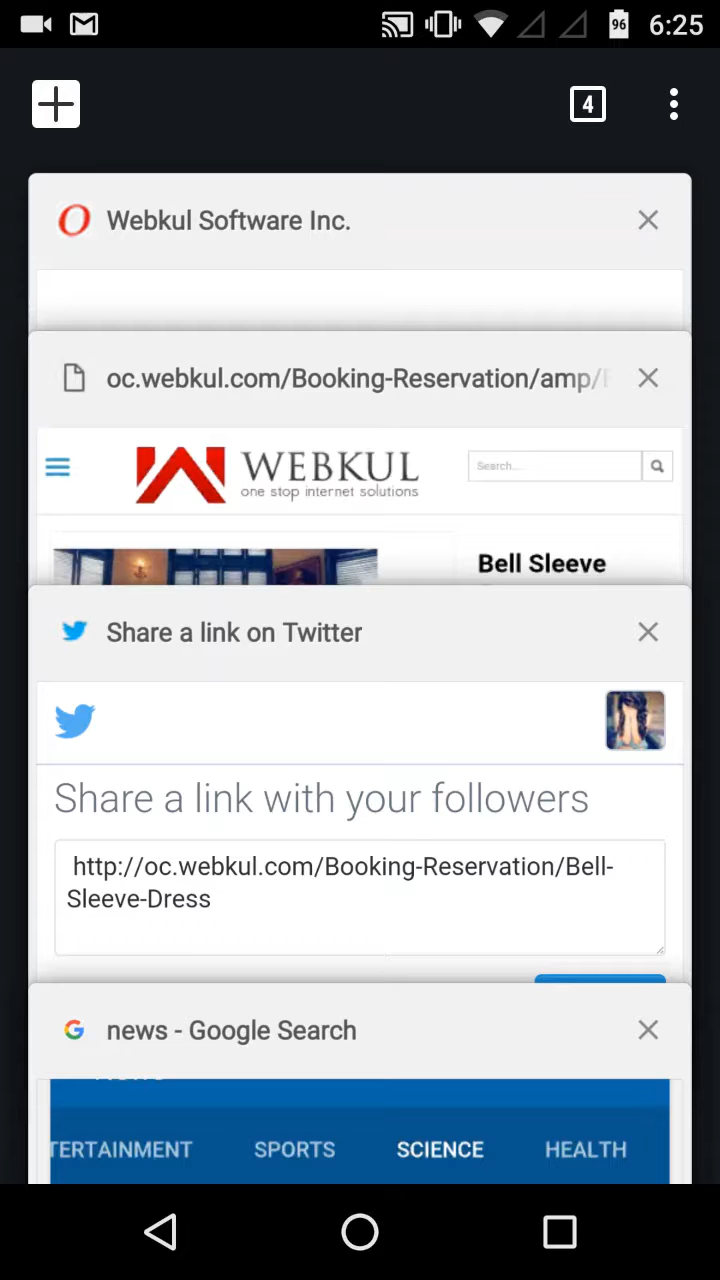 96 6:25
4
Webkul Software Inc.
oc.webkul.com/Booking-Reservation/amp/
WEBKUL
one stop internet solutions
Search...
Bell Sleeve
Share a link on Twitter
Share a link with your followers
http://oc.webkul.com/Booking-Reservation/Bell-
Sleeve-Dress
news - Google Search
TERTAINMENT SPORTS SCIENCE HEALTH